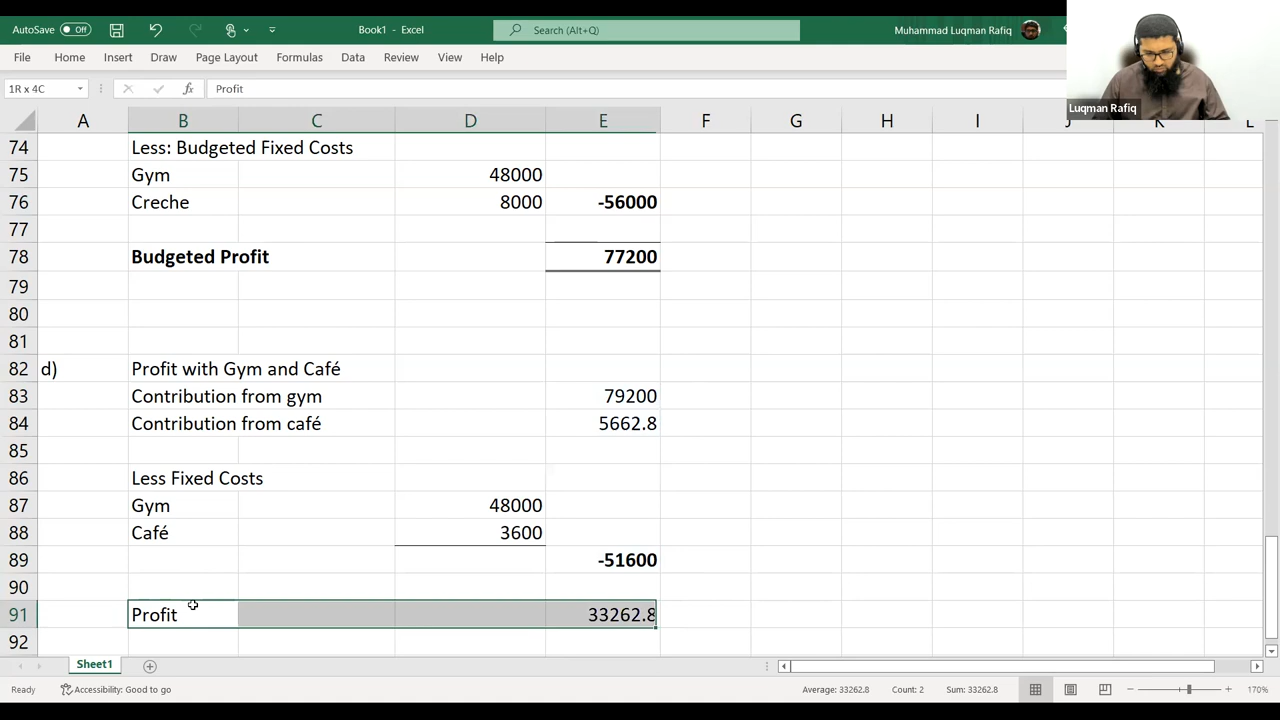 AutoSave Off Book1 - Excel Search (Alt+Q) Muhammad Luqman Rafiq
File Home Insert Draw Page Layout Formulas Data Review View Help
1R x 4C fx Profit
Luqman Rafiq
A B C D E F G H I J K L
74 Less: Budgeted Fixed Costs
75 Gym 48000
76 Creche 8000 -56000
77
78 Budgeted Profit 77200
79
80
81
82 d) Profit with Gym and Café
83 Contribution from gym 79200
84 Contribution from café 5662.8
85
86 Less Fixed Costs
87 Gym 48000
88 Café 3600
89 -51600
90
91 Profit 33262.8
92
Sheet1
Ready Accessibility: Good to go Average: 33262.8 Count: 2 Sum: 33262.8 170%